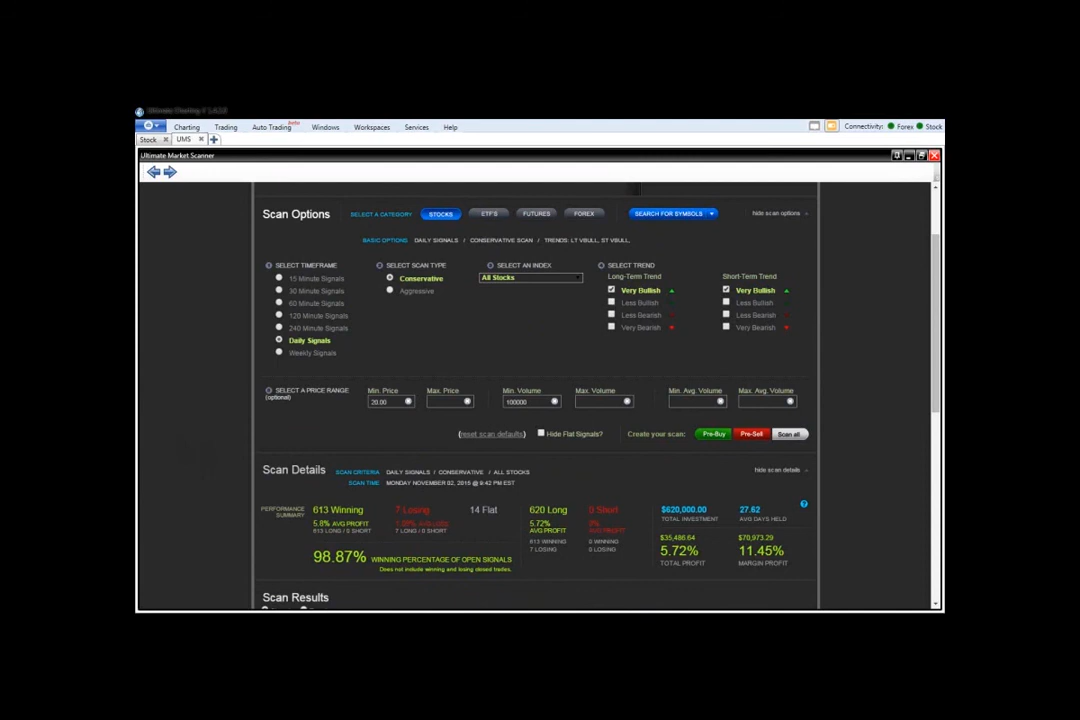 Ultimate Charting
Charting Trading Auto Trading beta Windows Workspaces Services Help Connectivity: Forex Stock
Stock UMS
Ultimate Market Scanner
Scan Options SELECT A CATEGORY STOCKS ETF'S FUTURES FOREX SEARCH FOR SYMBOLS hide scan options
BASIC OPTIONS DAILY SIGNALS / CONSERVATIVE SCAN / TRENDS: LT VBULL, ST VBULL,
SELECT TIMEFRAME SELECT SCAN TYPE SELECT AN INDEX SELECT TREND
Long-Term Trend Short-Term Trend
15 Minute Signals Conservative All Stocks
30 Minute Signals Aggressive Very Bullish Very Bullish
60 Minute Signals Less Bullish Less Bullish
120 Minute Signals Less Bearish Less Bearish
240 Minute Signals Very Bearish Very Bearish
Daily Signals
Weekly Signals
SELECT A PRICE RANGE Min. Price Max. Price Min. Volume Max. Volume Min. Avg. Volume Max. Avg. Volume
(optional) 20.00 100000
(reset scan defaults) Hide Flat Signals? Create your scan: Pre-Buy Pre-Sell Scan all
Scan Details SCAN CRITERIA DAILY SIGNALS / CONSERVATIVE / ALL STOCKS hide scan details
SCAN TIME MONDAY NOVEMBER 02, 2015 @ 9:42 PM EST
PERFORMANCE SUMMARY 613 Winning 7 Losing 14 Flat 620 Long 0 Short $620,000.00 27.62
5.8% AVG PROFIT 5.72% AVG PROFIT 0% TOTAL INVESTMENT AVG DAYS HELD
613 LONG / 0 SHORT 7 LONG / 0 SHORT
613 WINNING 0 WINNING $35,486.64 $70,973.29
7 LOSING 0 LOSING 5.72% 11.45%
98.87% WINNING PERCENTAGE OF OPEN SIGNALS TOTAL PROFIT MARGIN PROFIT
Does not include winning and losing closed trades.
Scan Results